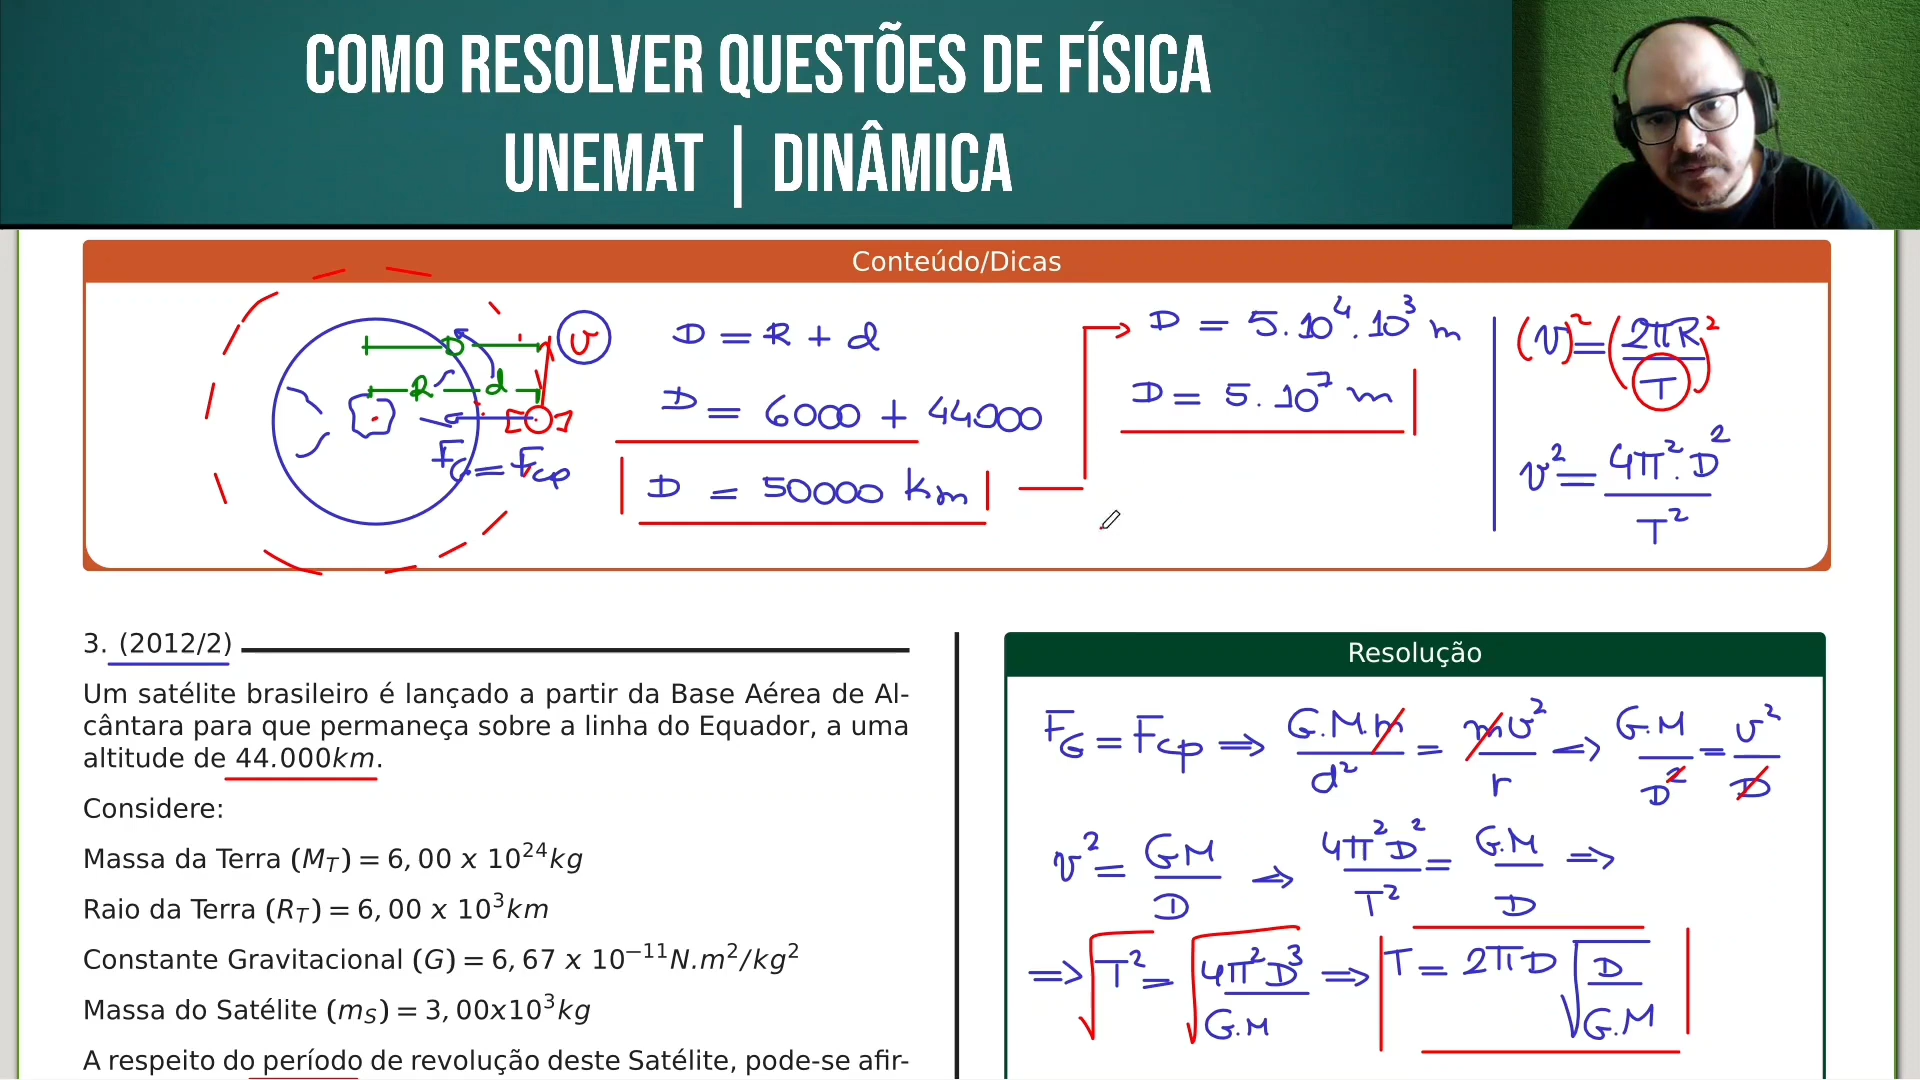 COMO RESOLVER QUESTÕES DE FÍSICA
UNEMAT | DINÂMICA
Conteúdo/Dicas
D
v
R d
F_G = F_cp
D = R + d
D = 6000 + 44.000
D = 50000 km
D = 5.10^4.10^3 m
D = 5.10^7 m
(v)^2 = (2πR/T)^2
v^2 = 4π^2.D^2/T^2
3. (2012/2)
Um satélite brasileiro é lançado a partir da Base Aérea de Al-
cântara para que permaneça sobre a linha do Equador, a uma
altitude de 44.000km.
Considere:
Massa da Terra (M_T) = 6,00 x 10^24 kg
Raio da Terra (R_T) = 6,00 x 10^3 km
Constante Gravitacional (G) = 6,67 x 10^−11 N.m^2/kg^2
Massa do Satélite (m_S) = 3,00x10^3 kg
A respeito do período de revolução deste Satélite, pode-se afir-
Resolução
F_G = F_cp ⇒ G.M.m/d^2 = mv^2/r ⇒ G.M/D^2 = v^2/D
v^2 = GM/D ⇒ 4π^2D^2/T^2 = G.M/D ⇒
⇒ √T^2 = √(4π^2D^3/G.M) ⇒ T = 2πD √(D/G.M)